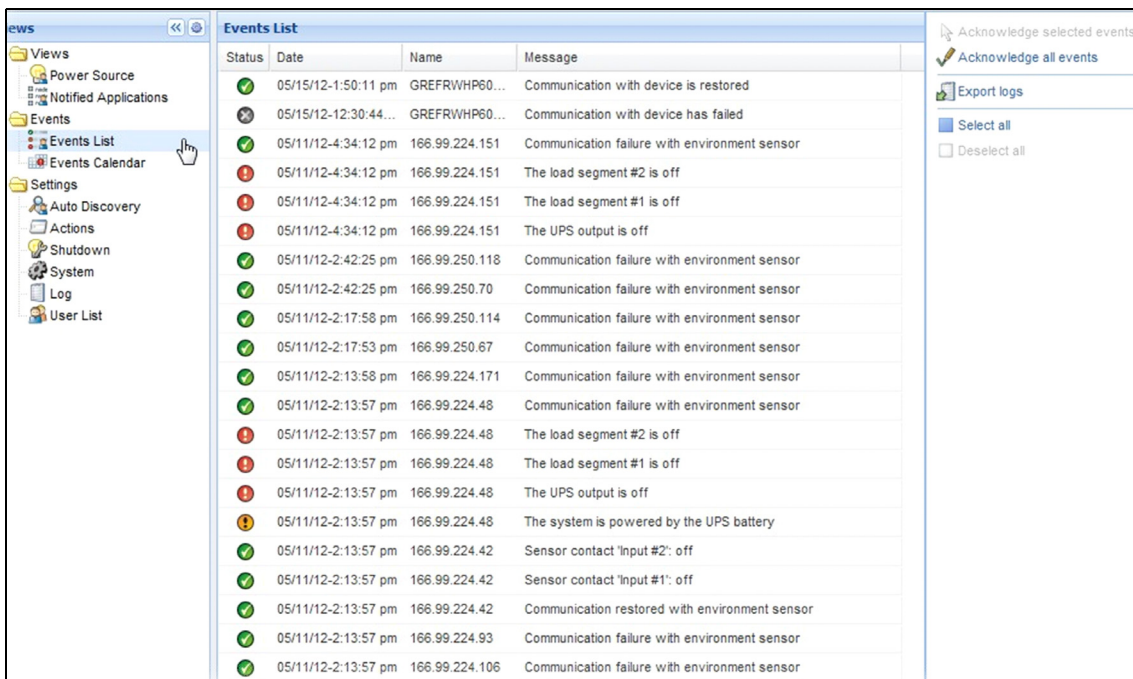 ews
Views
Power Source
Notified Applications
Events
Events List
Events Calendar
Settings
Auto Discovery
Actions
Shutdown
System
Log
User List
Events List
Status Date Name Message
05/15/12-1:50:11 pm GREFRWHP60... Communication with device is restored
05/15/12-12:30:44... GREFRWHP60... Communication with device has failed
05/11/12-4:34:12 pm 166.99.224.151 Communication failure with environment sensor
05/11/12-4:34:12 pm 166.99.224.151 The load segment #2 is off
05/11/12-4:34:12 pm 166.99.224.151 The load segment #1 is off
05/11/12-4:34:12 pm 166.99.224.151 The UPS output is off
05/11/12-2:42:25 pm 166.99.250.118 Communication failure with environment sensor
05/11/12-2:42:25 pm 166.99.250.70 Communication failure with environment sensor
05/11/12-2:17:58 pm 166.99.250.114 Communication failure with environment sensor
05/11/12-2:17:53 pm 166.99.250.67 Communication failure with environment sensor
05/11/12-2:13:58 pm 166.99.224.171 Communication failure with environment sensor
05/11/12-2:13:57 pm 166.99.224.48 Communication failure with environment sensor
05/11/12-2:13:57 pm 166.99.224.48 The load segment #2 is off
05/11/12-2:13:57 pm 166.99.224.48 The load segment #1 is off
05/11/12-2:13:57 pm 166.99.224.48 The UPS output is off
05/11/12-2:13:57 pm 166.99.224.48 The system is powered by the UPS battery
05/11/12-2:13:57 pm 166.99.224.42 Sensor contact 'Input #2': off
05/11/12-2:13:57 pm 166.99.224.42 Sensor contact 'Input #1': off
05/11/12-2:13:57 pm 166.99.224.42 Communication restored with environment sensor
05/11/12-2:13:57 pm 166.99.224.93 Communication failure with environment sensor
05/11/12-2:13:57 pm 166.99.224.106 Communication failure with environment sensor
Acknowledge selected events
Acknowledge all events
Export logs
Select all
Deselect all